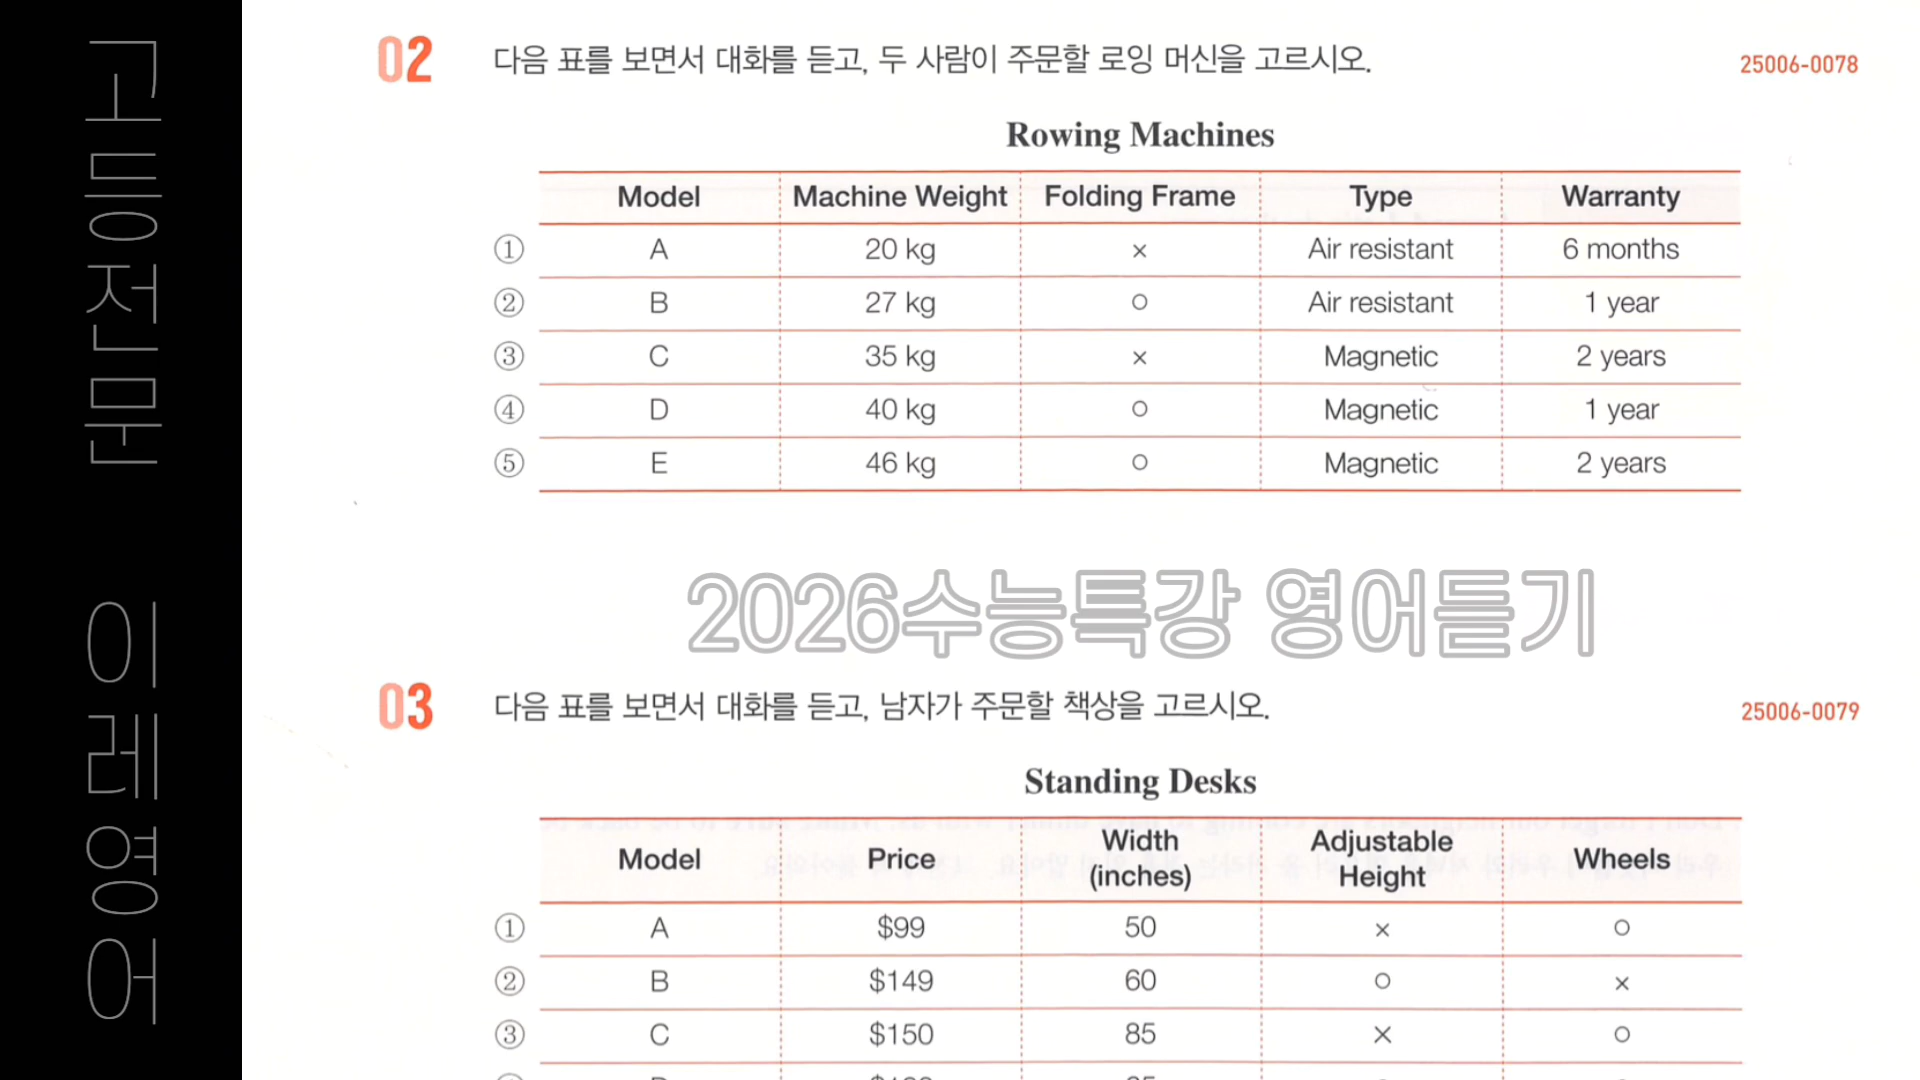 고등전문 이레영어
02 다음 표를 보면서 대화를 듣고, 두 사람이 주문할 로잉 머신을 고르시오. 25006-0078
Rowing Machines
Model Machine Weight Folding Frame Type Warranty
① A 20 kg × Air resistant 6 months
② B 27 kg ○ Air resistant 1 year
③ C 35 kg × Magnetic 2 years
④ D 40 kg ○ Magnetic 1 year
⑤ E 46 kg ○ Magnetic 2 years
2026수능특강 영어듣기
03 다음 표를 보면서 대화를 듣고, 남자가 주문할 책상을 고르시오. 25006-0079
Standing Desks
Model Price Width (inches) Adjustable Height Wheels
① A $99 50 × ○
② B $149 60 ○ ×
③ C $150 85 × ○